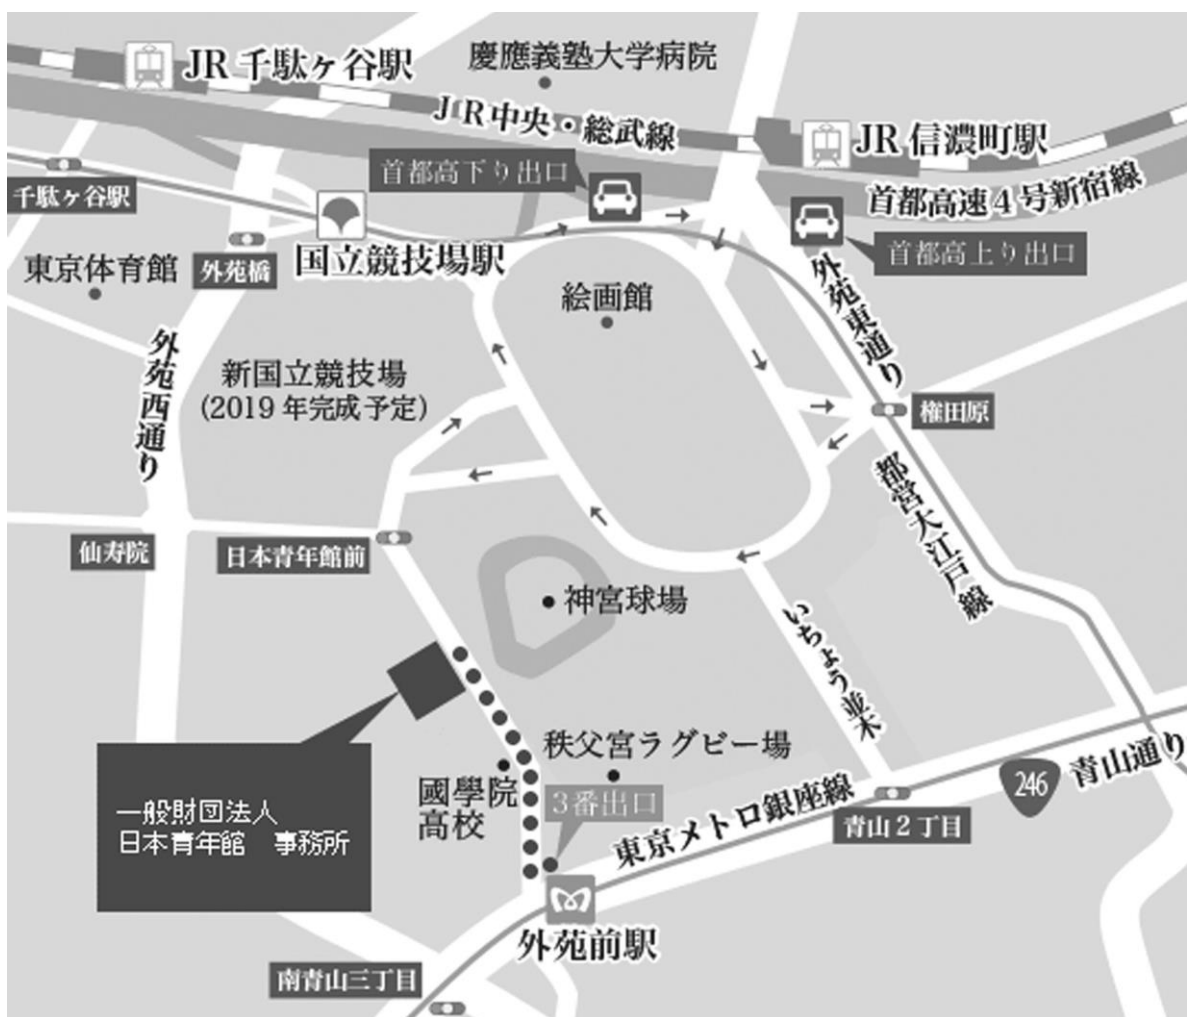 JR 千駄ヶ谷駅
慶應義塾大学病院
JR中央・総武線
JR 信濃町駅
首都高下り出口
首都高速4号新宿線
千駄ヶ谷駅
国立競技場駅
首都高上り出口
東京体育館
外苑橋
絵画館
外苑東通り
外苑西通り
新国立競技場
(2019 年完成予定)
権田原
都営大江戸線
仙寿院
日本青年館前
神宮球場
いちょう並木
秩父宮ラグビー場
國學院
高校
3番出口
東京メトロ銀座線
246
青山通り
青山2丁目
一般財団法人
日本青年館　事務所
外苑前駅
南青山三丁目